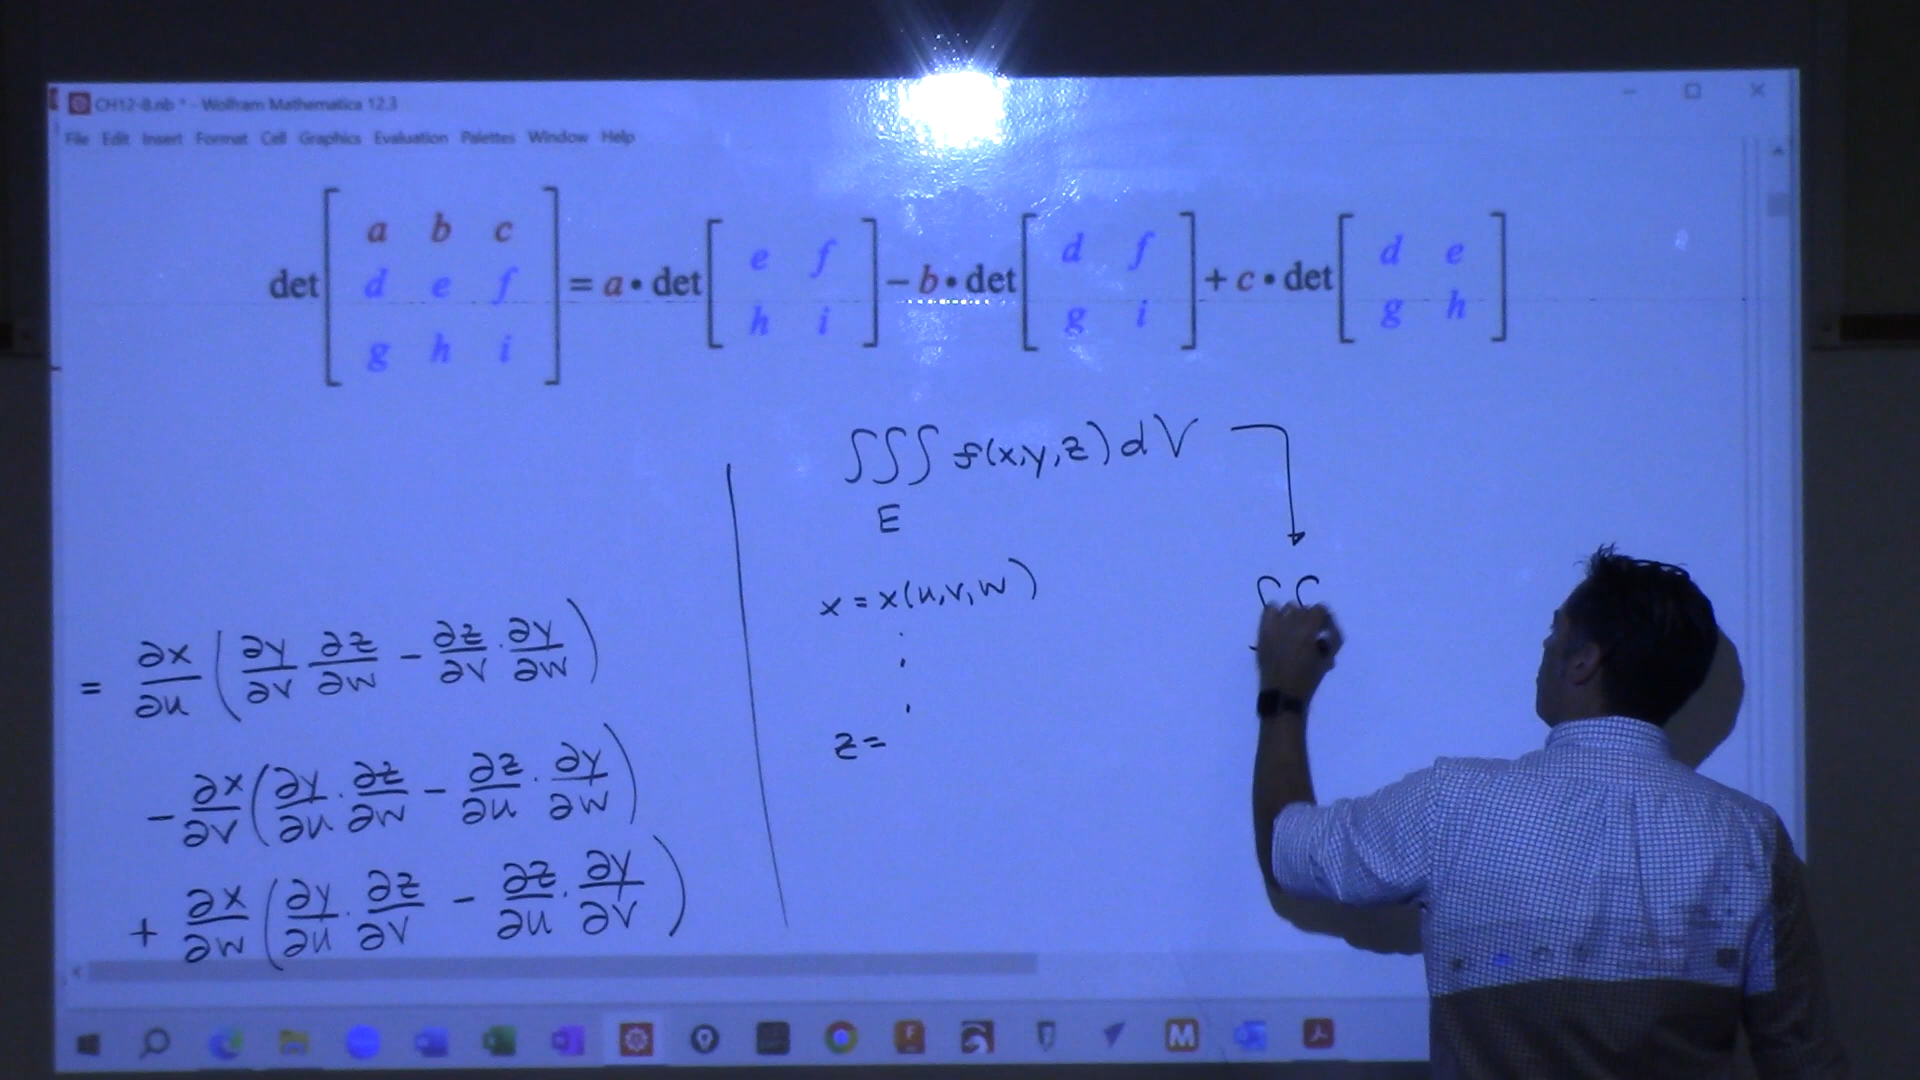 CH12-8.nb * - Wolfram Mathematica 12.3
File Edit Insert Format Cell Graphics Evaluation Palettes Window Help
det [ a b c ; d e f ; g h i ] = a • det [ e f ; h i ] − b • det [ d f ; g i ] + c • det [ d e ; g h ]
∫∫∫ f(x,y,z) dV
E
x = x(u,v,w)
⋮
z =
∫∫
= ∂x/∂u ( ∂y/∂v ∂z/∂w − ∂z/∂v · ∂y/∂w )
− ∂x/∂v ( ∂y/∂u · ∂z/∂w − ∂z/∂u · ∂y/∂w )
+ ∂x/∂w ( ∂y/∂u · ∂z/∂v − ∂z/∂u · ∂y/∂v )